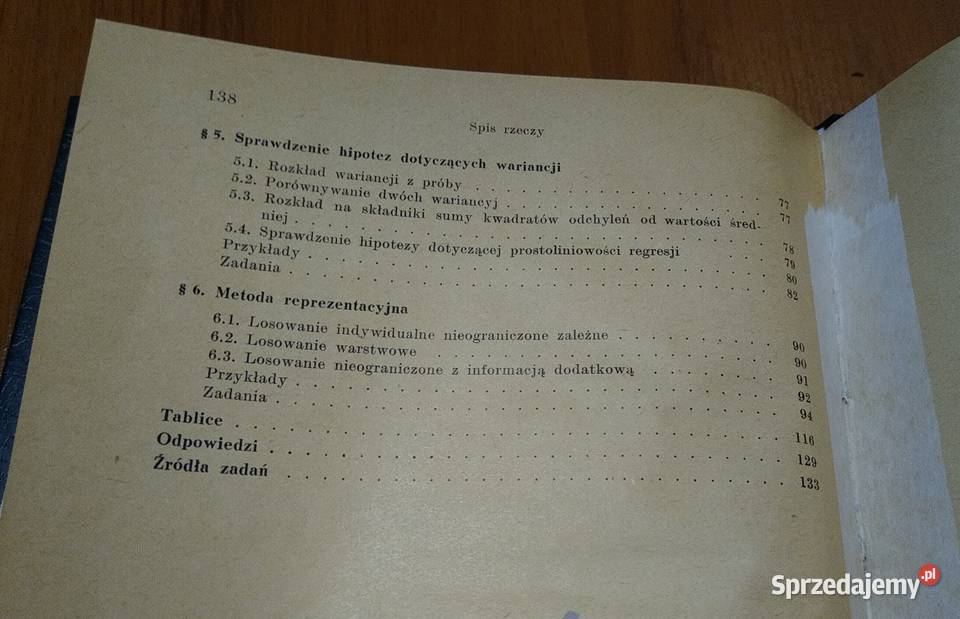 138
Spis rzeczy
§ 5. Sprawdzenie hipotez dotyczących wariancji
5.1. Rozkład wariancji z próby . . . . . . . . . . . . . . . . . 77
5.2. Porównywanie dwóch wariancyj . . . . . . . . . . . . . . . 77
5.3. Rozkład na składniki sumy kwadratów odchyleń od wartości śred-
niej . . . . . . . . . . . . . . . . . . . . . . . . . . . . 78
5.4. Sprawdzenie hipotezy dotyczącej prostoliniowości regresji . . . . 79
Przykłady . . . . . . . . . . . . . . . . . . . . . . . . . . 80
Zadania . . . . . . . . . . . . . . . . . . . . . . . . . . . 82
§ 6. Metoda reprezentacyjna
6.1. Losowanie indywidualne nieograniczone zależne . . . . . . . . . 90
6.2. Losowanie warstwowe . . . . . . . . . . . . . . . . . . . . 90
6.3. Losowanie nieograniczone z informacją dodatkową . . . . . . . . 91
Przykłady . . . . . . . . . . . . . . . . . . . . . . . . . . 92
Zadania . . . . . . . . . . . . . . . . . . . . . . . . . . . 94
Tablice . . . . . . . . . . . . . . . . . . . . . . . . . . . 116
Odpowiedzi . . . . . . . . . . . . . . . . . . . . . . . . . . 129
Źródła zadań . . . . . . . . . . . . . . . . . . . . . . . . . 133
Sprzedajemy.pl